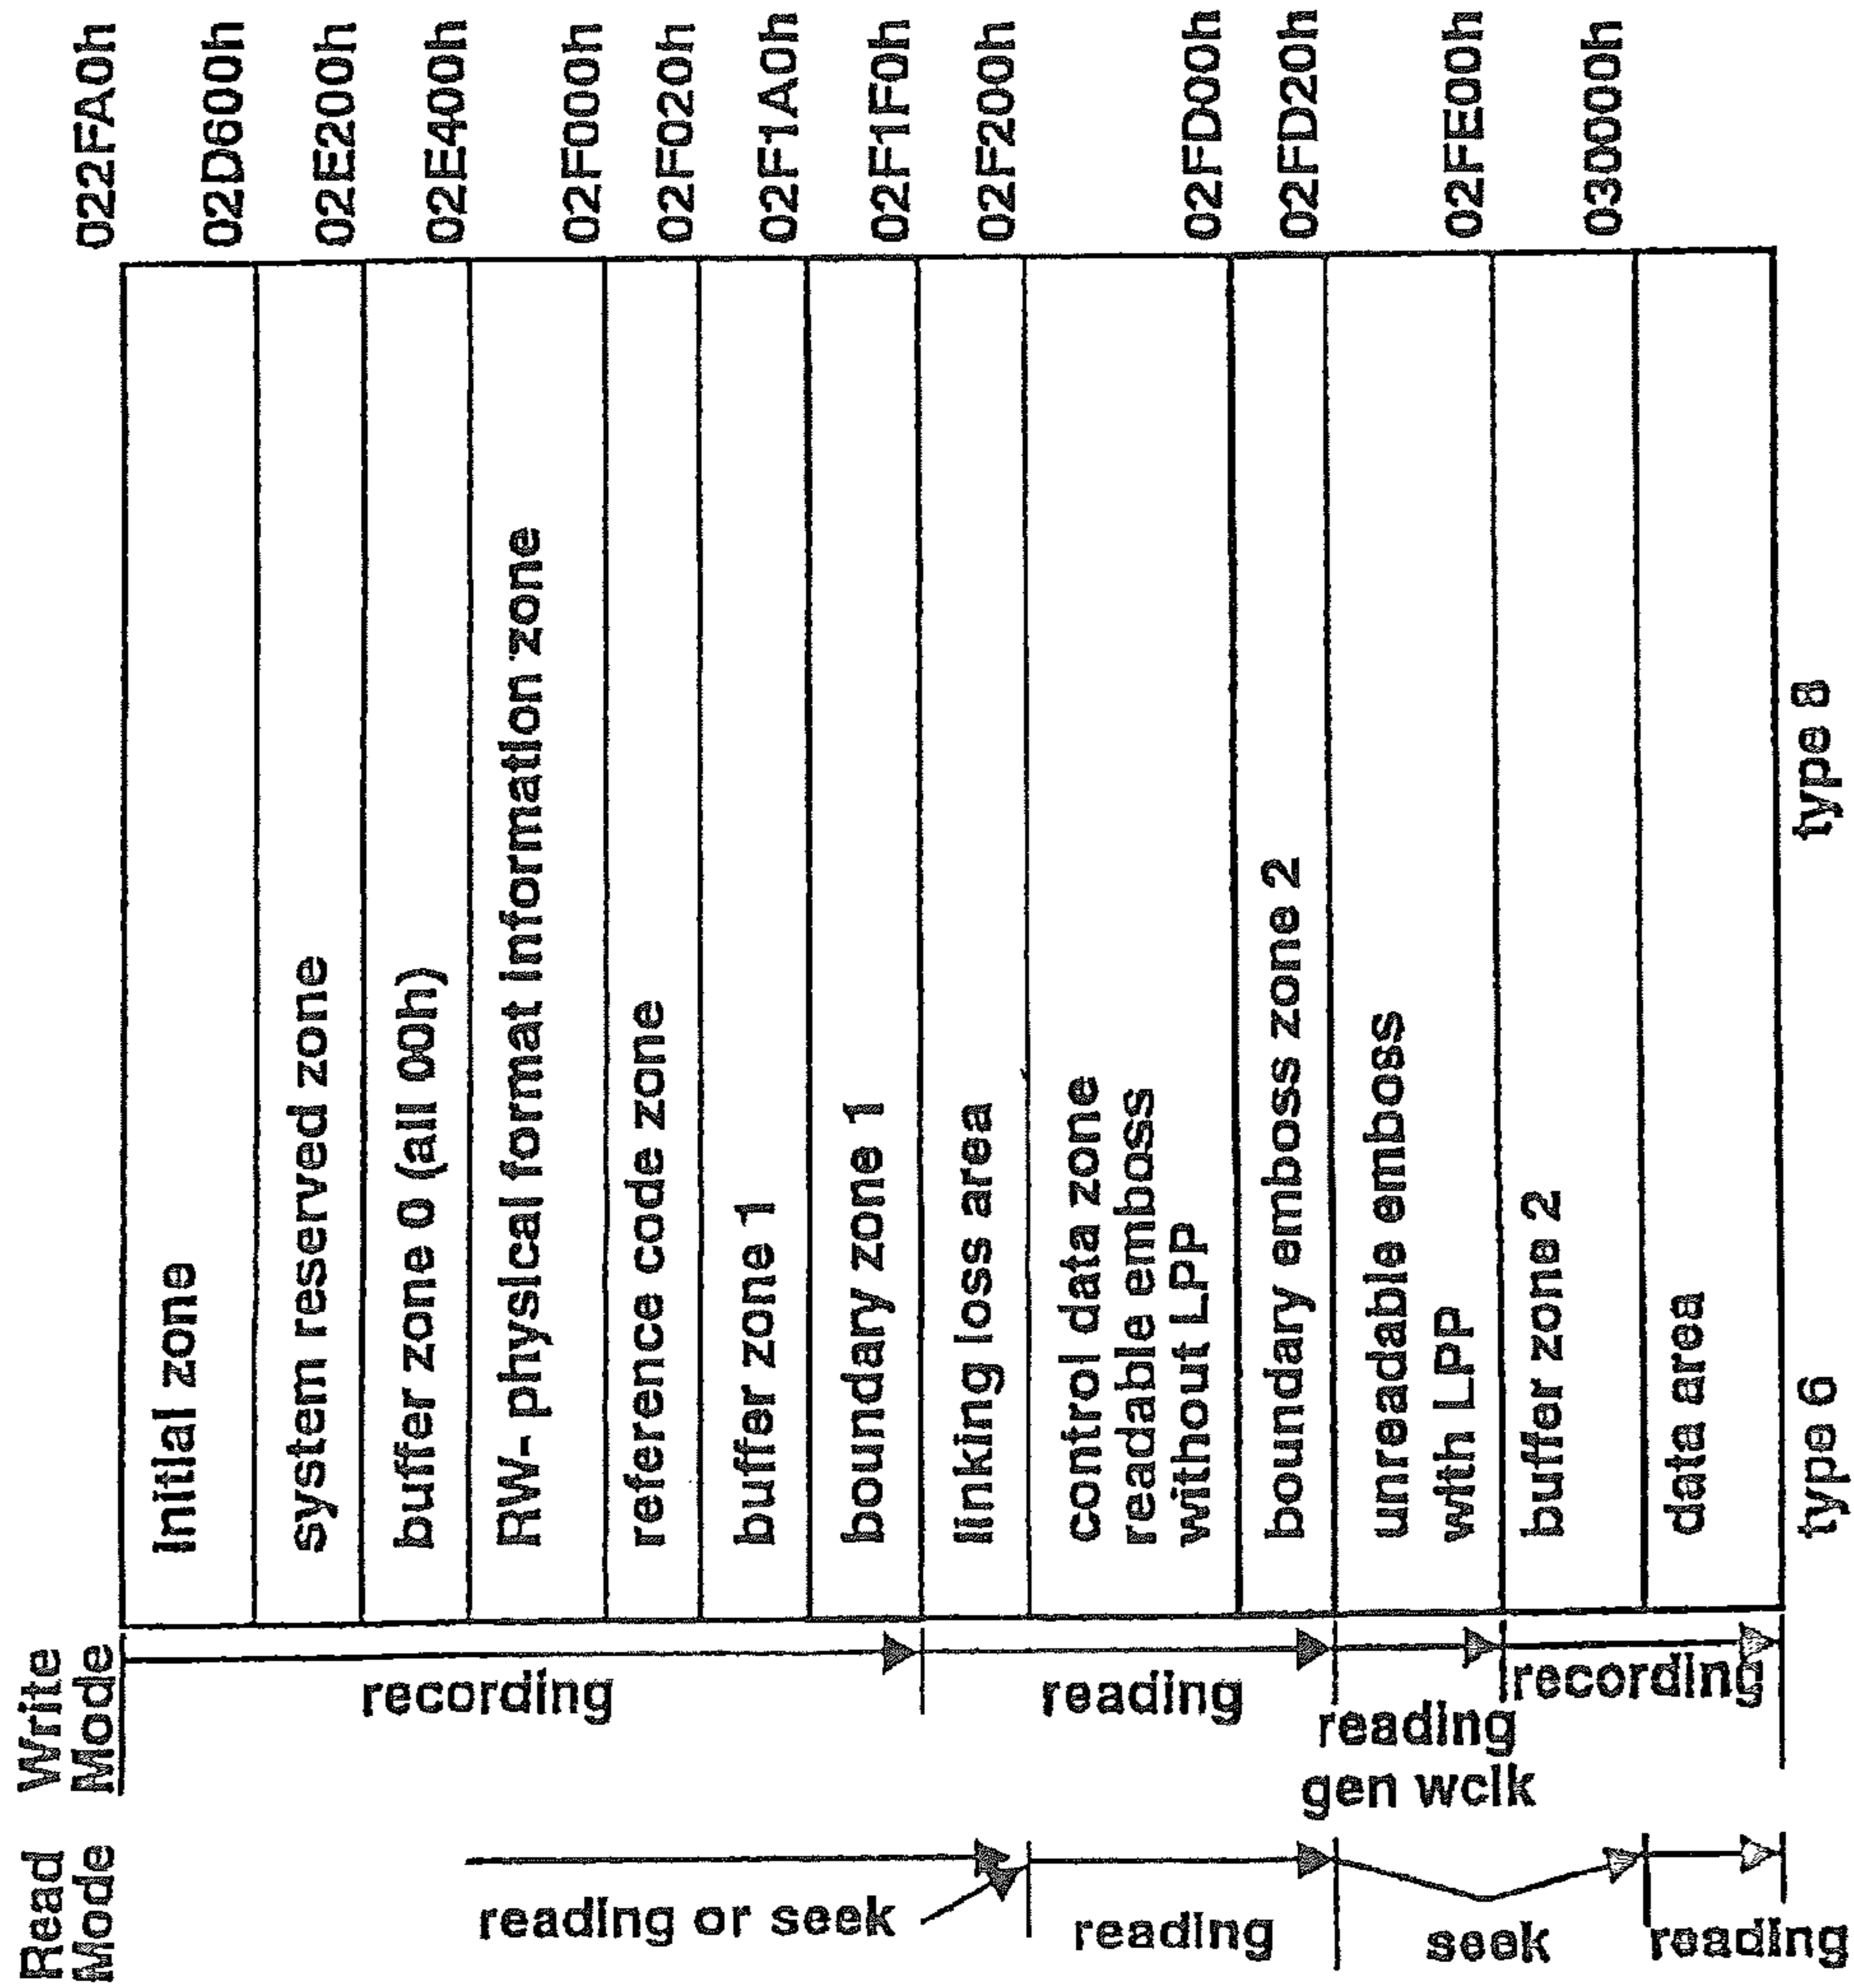 022FA0h
02D600h
02E200h
02E400h
02F000h
02F020h
02F1A0h
02F1F0h
02F200h
02FD00h
02FD20h
02FE00h
030000h
Initial zone
system reserved zone
buffer zone 0 (all 00h)
RW- physical format Information zone
reference code zone
buffer zone 1
boundary zone 1
linking loss area
control data zone
readable emboss
without LPP
boundary emboss zone 2
unreadable emboss
with LPP
buffer zone 2
data area
type 6
type 8
Write
Mode
recording
reading
reading
gen wclk
recording
Read
Mode
reading or seek
reading
seek
reading